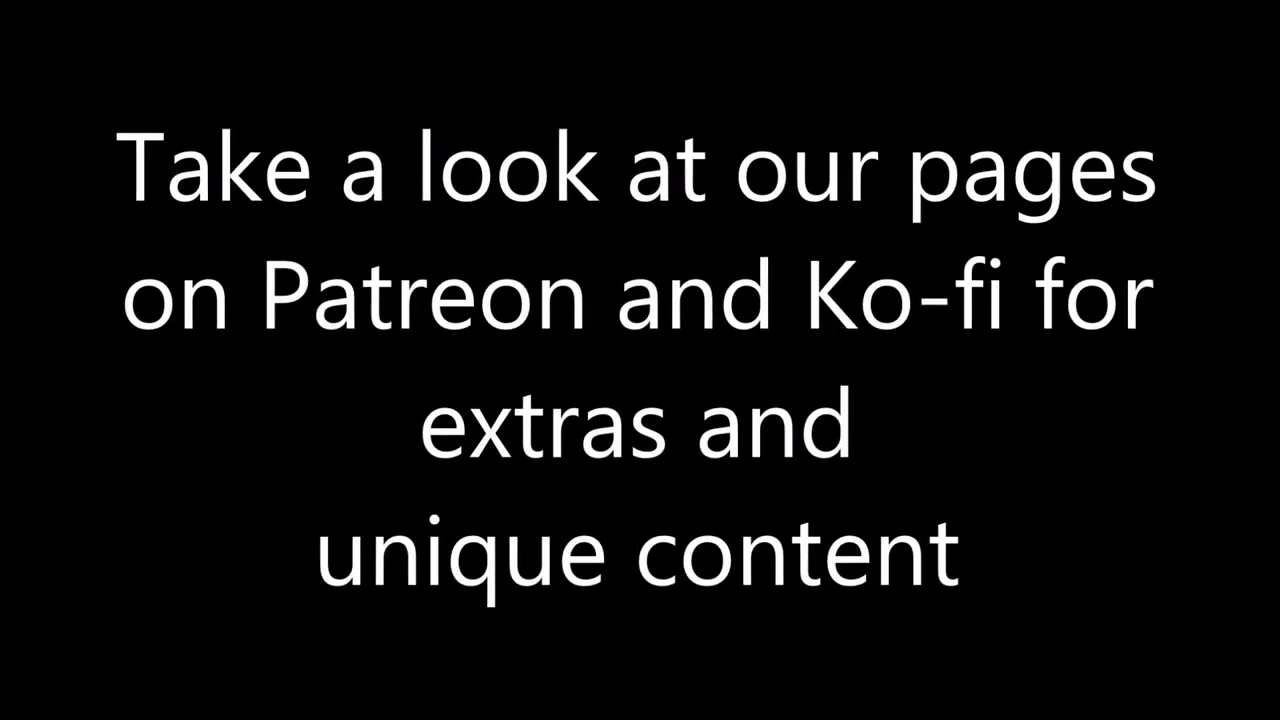 Take a look at our pages
on Patreon and Ko-fi for
extras and
unique content